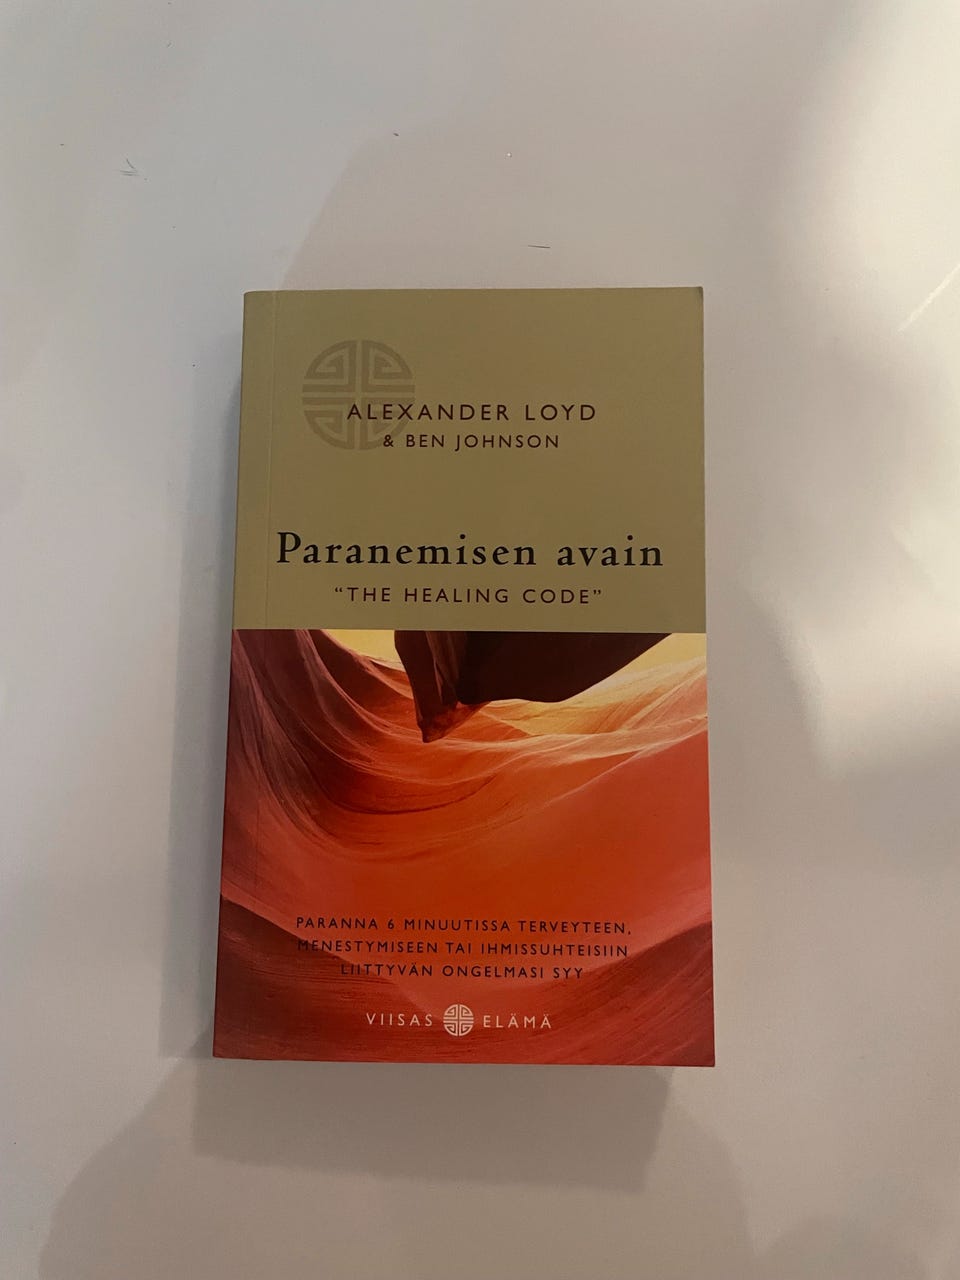 ALEXANDER LOYD
& BEN JOHNSON
Paranemisen avain
“THE HEALING CODE”
PARANNA 6 MINUUTISSA TERVEYTEEN,
MENESTYMISEEN TAI IHMISSUHTEISIIN
LIITTYVÄN ONGELMASI SYY
VIISAS ELÄMÄ